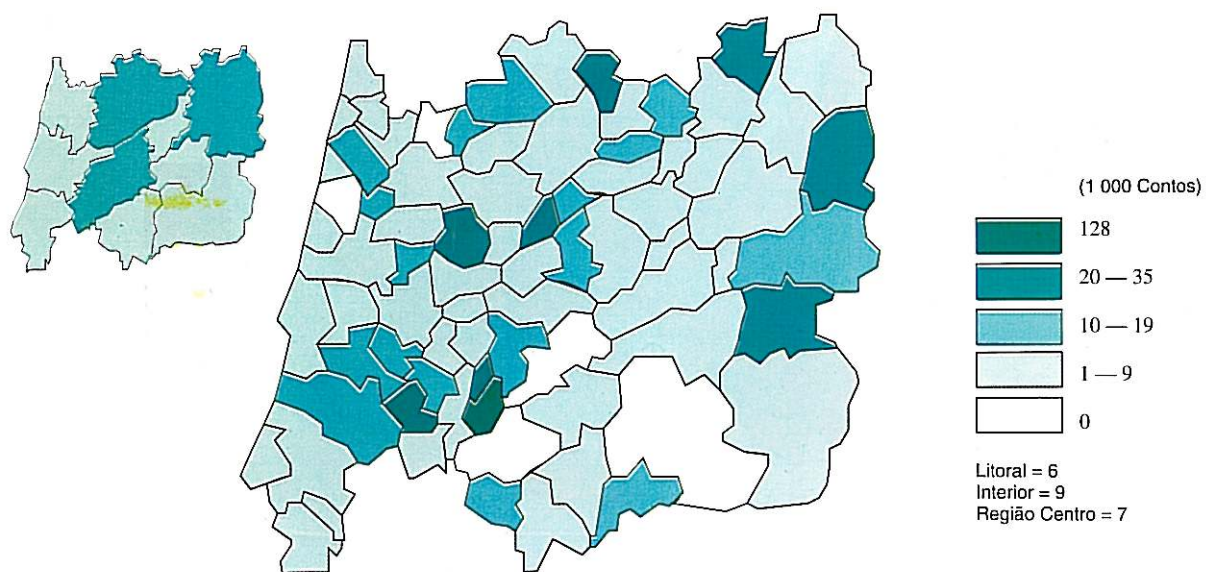 (1 000 Contos)
128
20 — 35
10 — 19
1 — 9
0
Litoral = 6
Interior = 9
Região Centro = 7